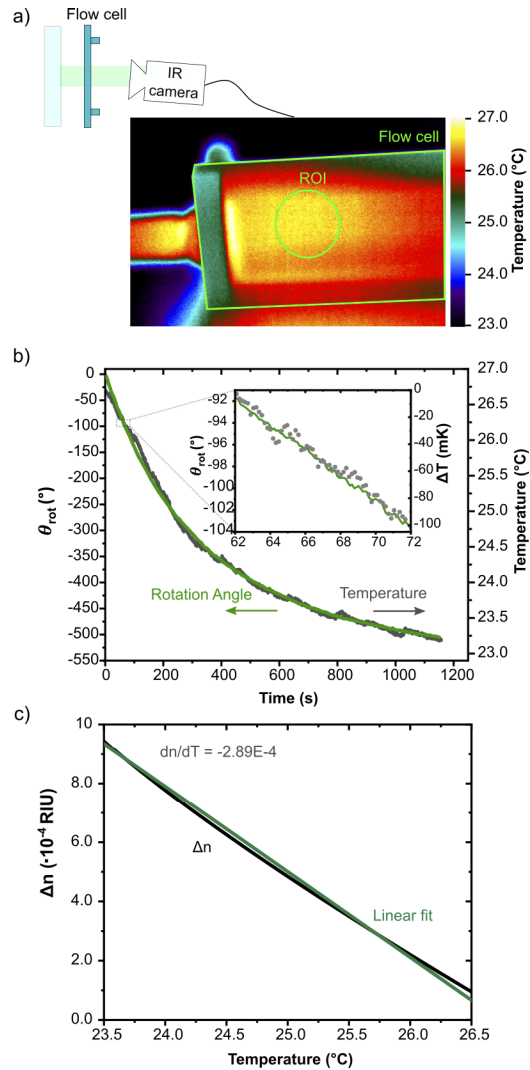 a)
Flow cell
IR
camera
Flow cell
ROI
27.0
26.0
25.0
24.0
23.0
Temperature (°C)
b)
0
-50
-100
-150
-200
-250
-300
-350
-400
-450
-500
-550
θrot(°)
27.0
26.5
26.0
25.5
25.0
24.5
24.0
23.5
23.0
Temperature (°C)
-92
-94
-96
-98
-100
-102
-104
θrot(°)
0
-20
-40
-60
-80
-100
ΔT (mK)
62 64 66 68 70 72
Rotation Angle
Temperature
0 200 400 600 800 1000 1200
Time (s)
c)
10
8.0
6.0
4.0
2.0
0.0
Δn (·10-4 RIU)
dn/dT = -2.89E-4
Δn
Linear fit
23.5 24.0 24.5 25.0 25.5 26.0 26.5
Temperature (°C)